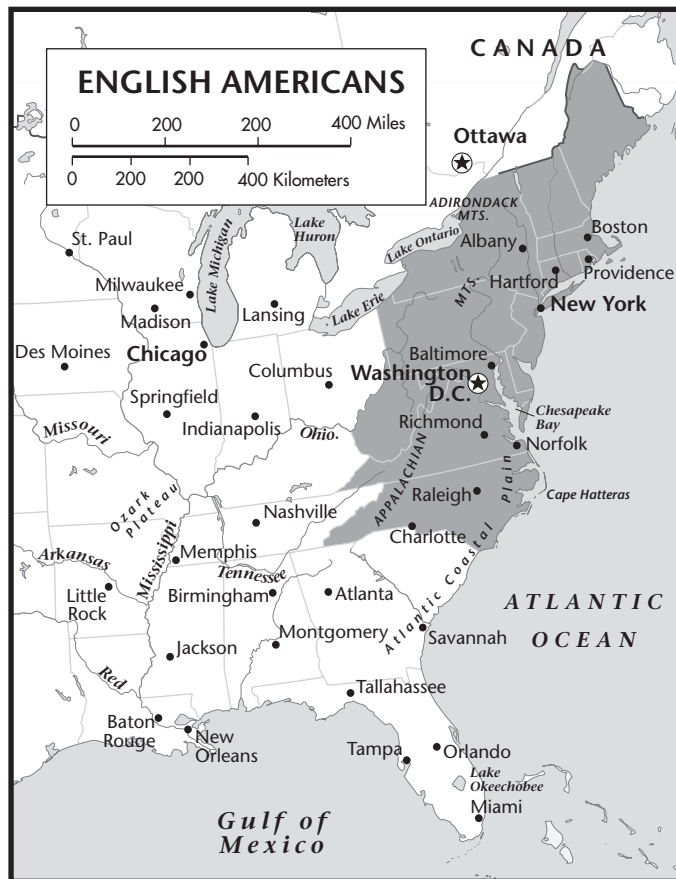 CANADA
ENGLISH AMERICANS
0 200 200 400 Miles
0 200 200 400 Kilometers
Ottawa
ADIRONDACK
MTS.
Lake
Huron
Lake Ontario
Albany
Boston
St. Paul
Lake Michigan
Milwaukee
Madison
Lansing
Lake Erie
MTS.
Hartford
Providence
New York
Chicago
Des Moines
Columbus
Baltimore
Washington
D.C.
Springfield
Indianapolis
Ohio.
Richmond
Chesapeake
Bay
Norfolk
Missouri
Ozark
Plateau
APPALACHIAN
Raleigh
Plain
Cape Hatteras
Nashville
Charlotte
Arkansas
Mississippi
Memphis
Tennessee
Atlantic Coastal
Little
Rock
Birmingham
Atlanta
ATLANTIC
OCEAN
Montgomery
Savannah
Jackson
Red
Tallahassee
Baton
Rouge
New
Orleans
Tampa
Orlando
Lake
Okeechobee
Miami
Gulf of
Mexico